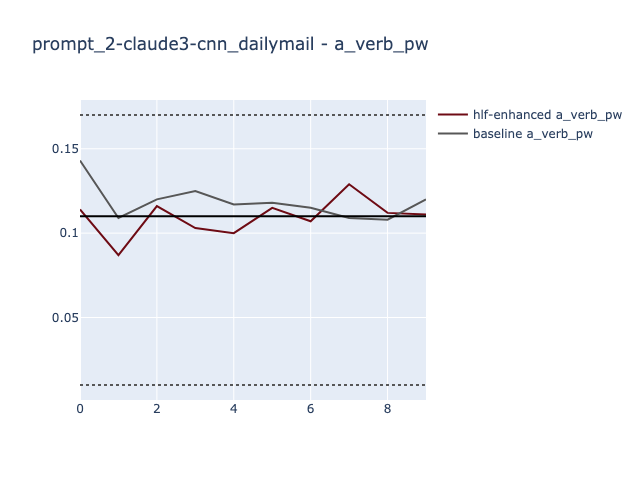 prompt_2-claude3-cnn_dailymail - a_verb_pw
hlf-enhanced a_verb_pw
baseline a_verb_pw
0.15
0.1
0.05
0 2 4 6 8